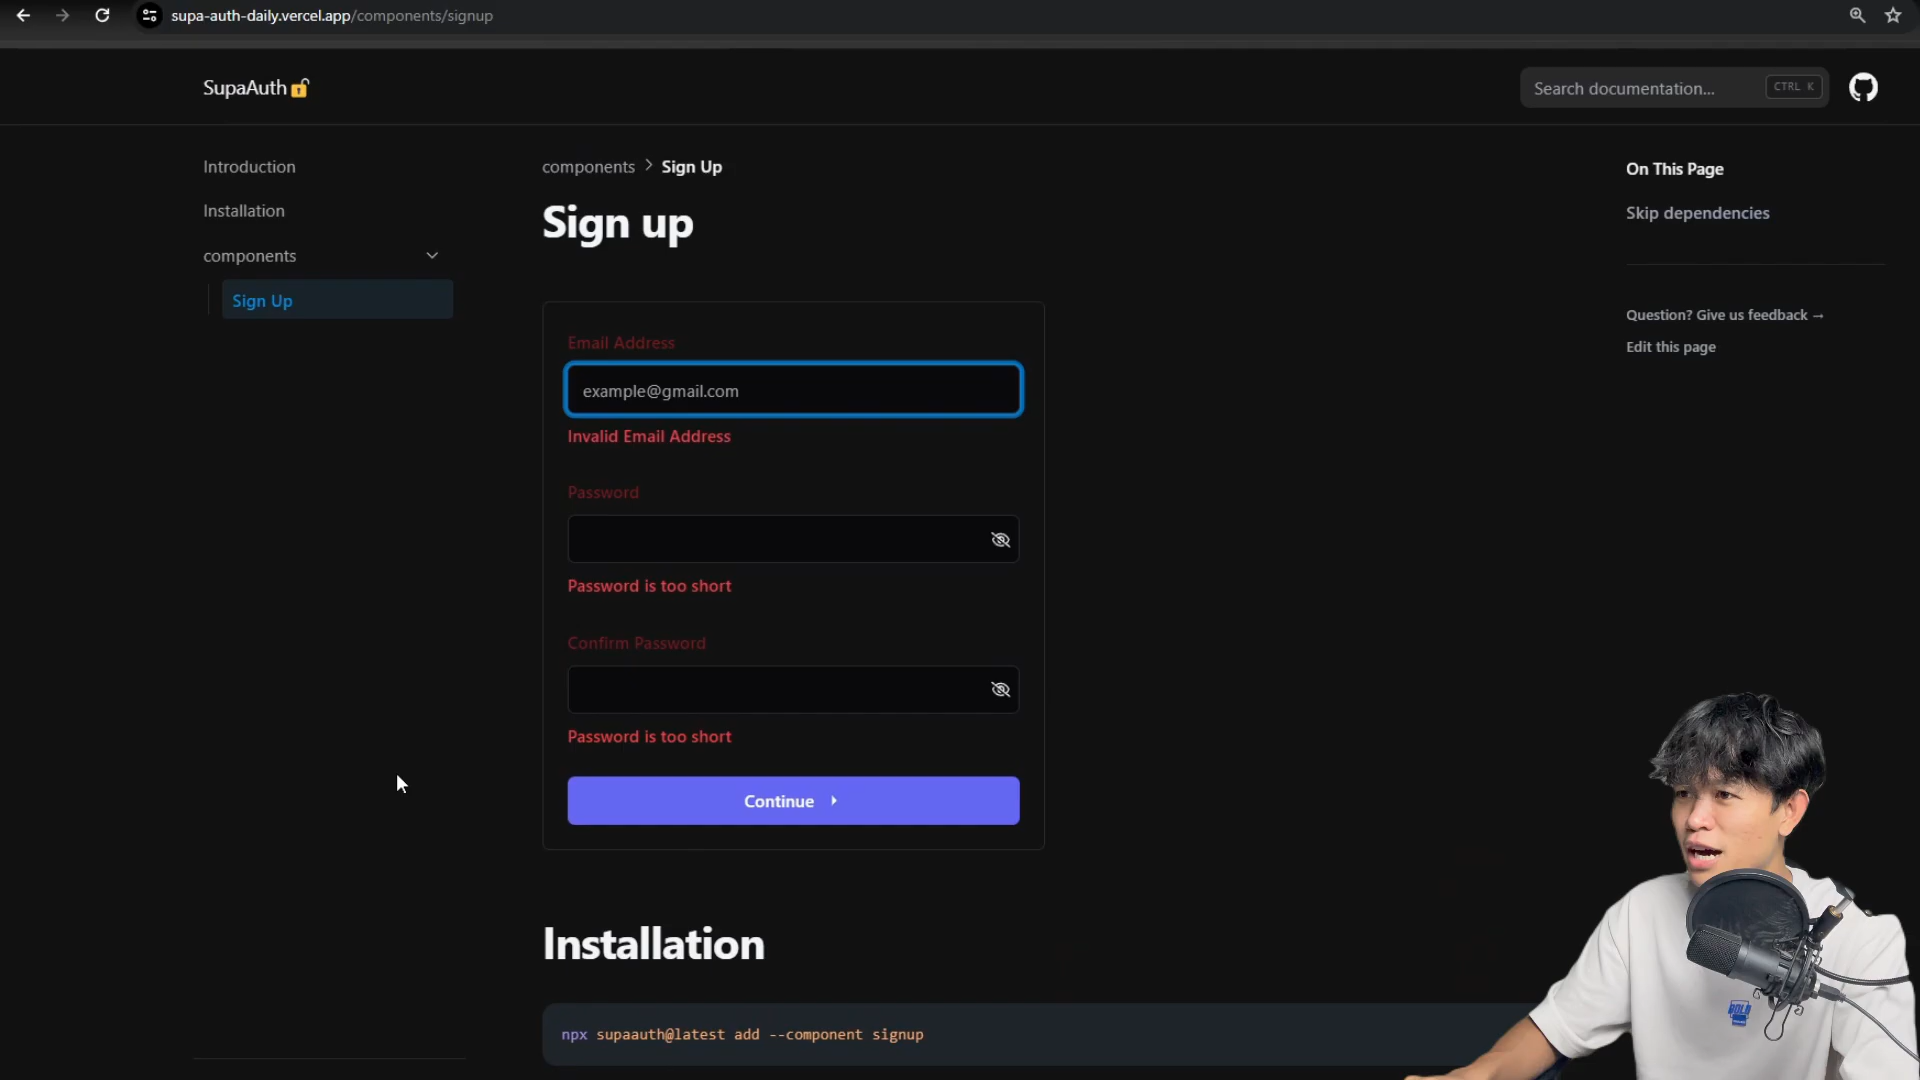 supa-auth-daily.vercel.app/components/signup
SupaAuth
Search documentation...
CTRL K
Introduction
Installation
components
Sign Up
components > Sign Up
Sign up
Email Address
example@gmail.com
Invalid Email Address
Password
Password is too short
Confirm Password
Password is too short
Continue
Installation
npx supaauth@latest add --component signup
On This Page
Skip dependencies
Question? Give us feedback →
Edit this page